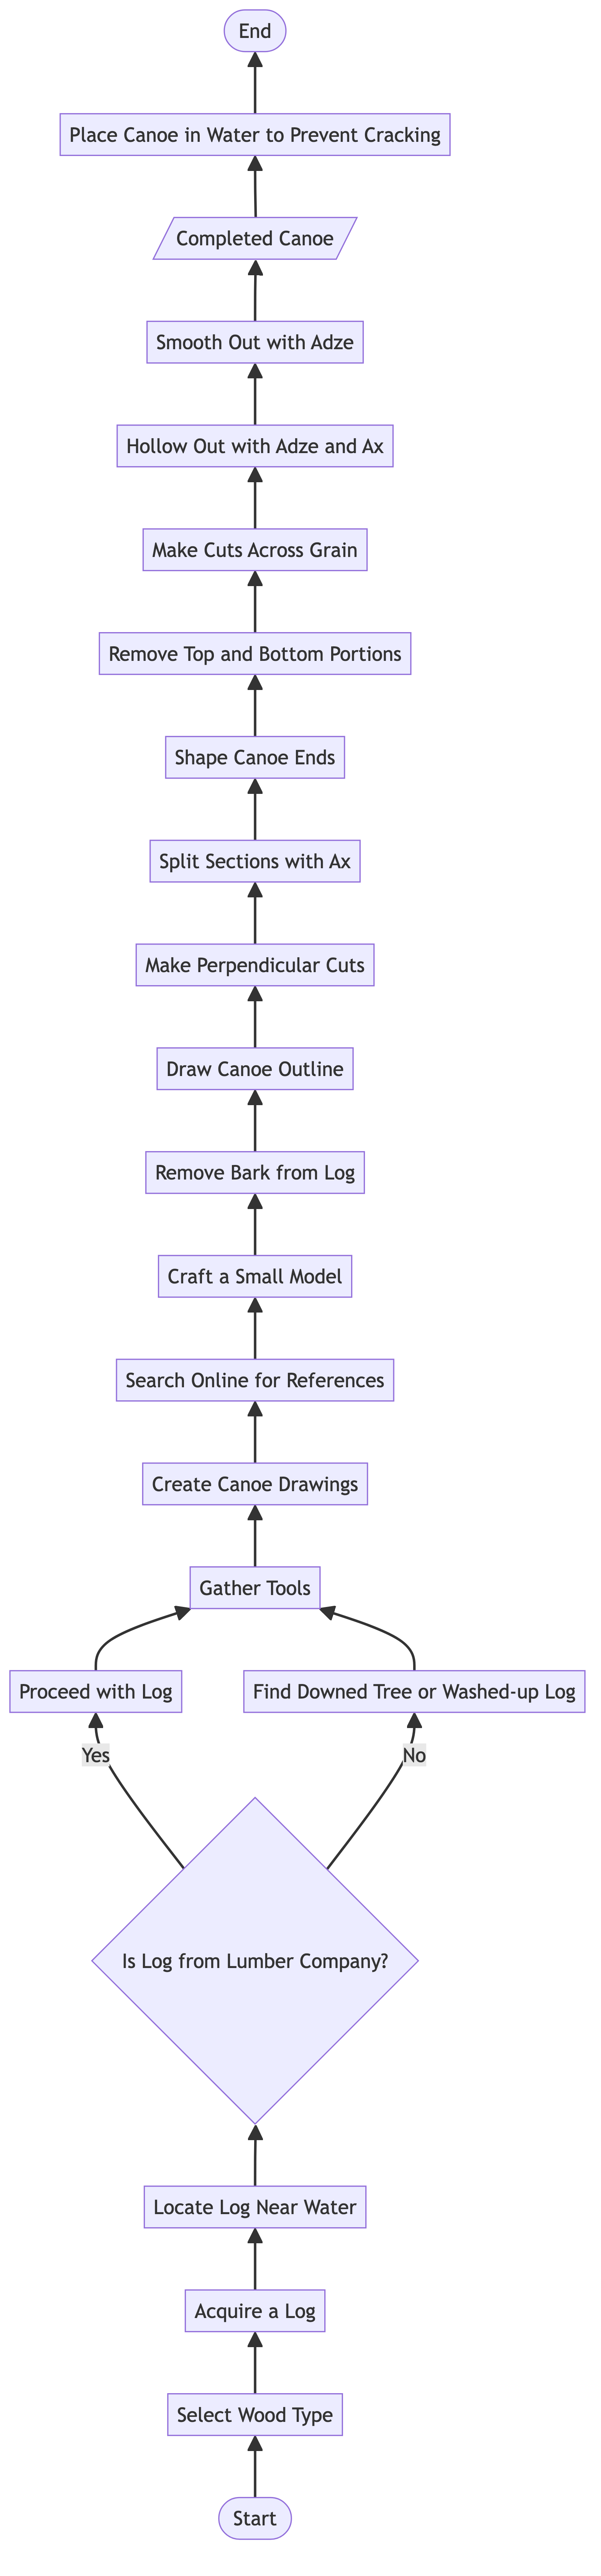 End
Place Canoe in Water to Prevent Cracking
Completed Canoe
Smooth Out with Adze
Hollow Out with Adze and Ax
Make Cuts Across Grain
Remove Top and Bottom Portions
Shape Canoe Ends
Split Sections with Ax
Make Perpendicular Cuts
Draw Canoe Outline
Remove Bark from Log
Craft a Small Model
Search Online for References
Create Canoe Drawings
Gather Tools
Proceed with Log
Find Downed Tree or Washed-up Log
Yes
No
Is Log from Lumber Company?
Locate Log Near Water
Acquire a Log
Select Wood Type
Start